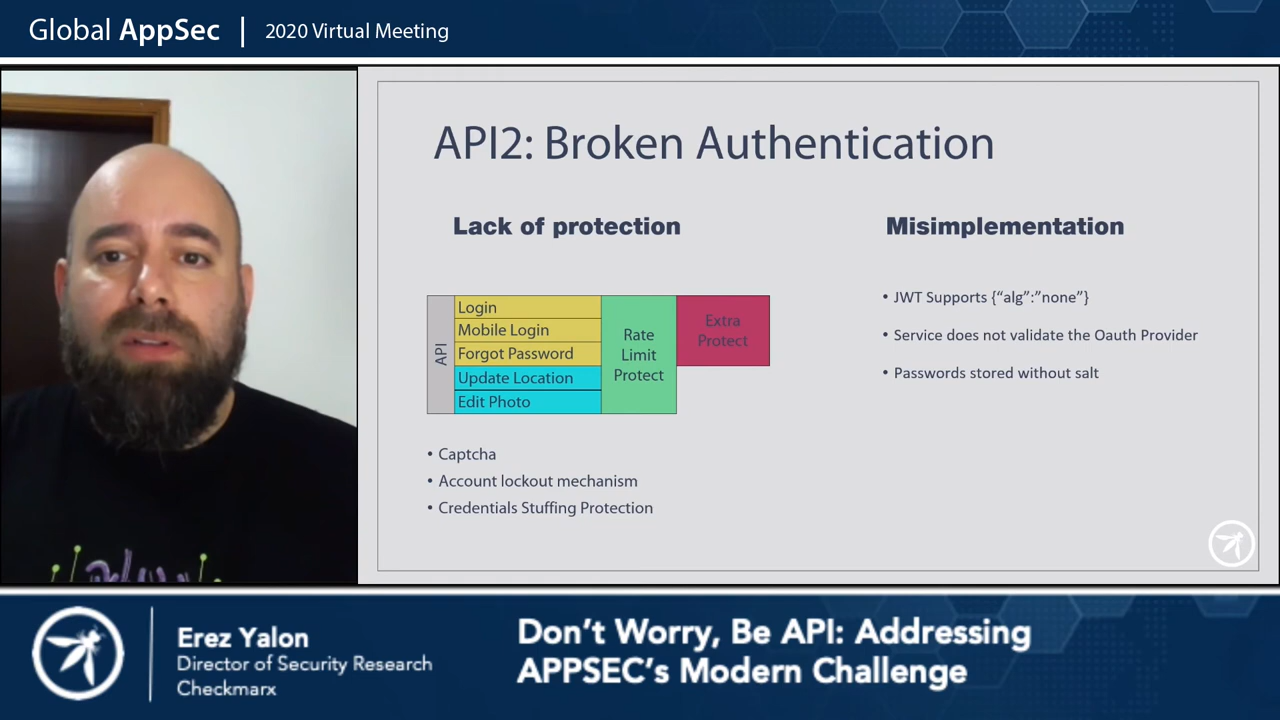 Global AppSec | 2020 Virtual Meeting
API2: Broken Authentication
Lack of protection
API
Login
Mobile Login
Forgot Password
Update Location
Edit Photo
Rate
Limit
Protect
Extra
Protect
• Captcha
• Account lockout mechanism
• Credentials Stuffing Protection
Misimplementation
• JWT Supports {“alg”:”none”}
• Service does not validate the Oauth Provider
• Passwords stored without salt
Erez Yalon
Director of Security Research
Checkmarx
Don’t Worry, Be API: Addressing
APPSEC’s Modern Challenge